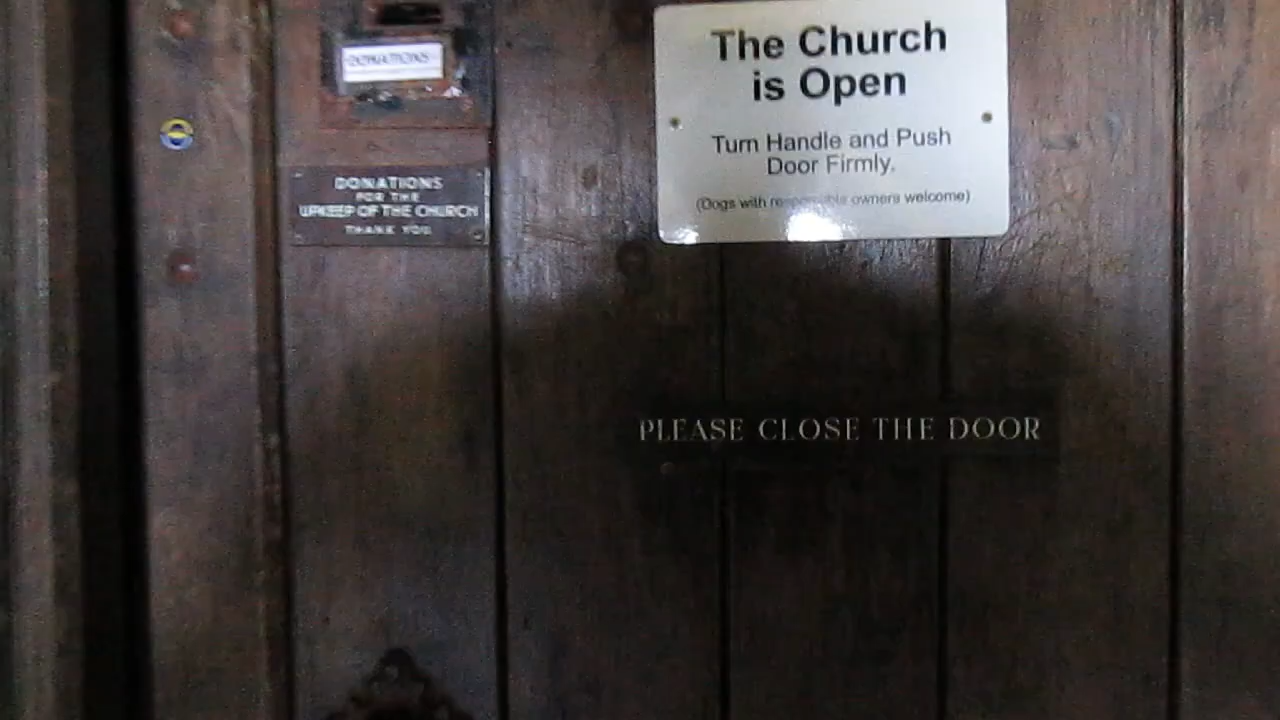 DONATIONS
DONATIONS
FOR THE
UPKEEP OF THE CHURCH
THANK YOU
The Church
is Open
Turn Handle and Push
Door Firmly.
(Dogs with responsible owners welcome)
PLEASE CLOSE THE DOOR